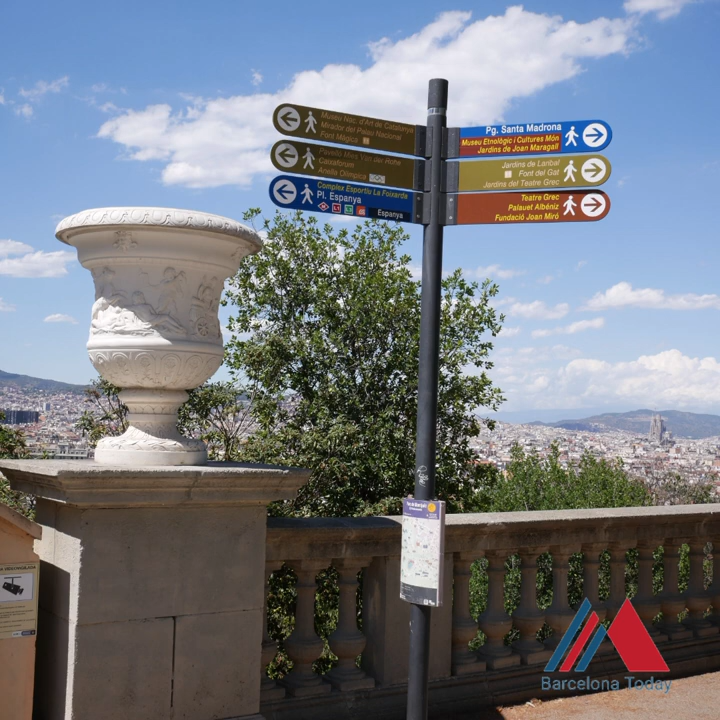 Museu Nac. d'Art de Catalunya
Mirador del Palau Nacional
Font Màgica
Pavelló Mies Van der Rohe
Caixaforum
Anella Olímpica
Complex Esportiu La Foixarda
Pl. Espanya
L1 L3 Espanya
Pg. Santa Madrona
Museu Etnològic i Cultures Món
Jardins de Joan Maragall
Jardins de Laribal
Font del Gat
Jardins del Teatre Grec
Teatre Grec
Palauet Albéniz
Fundació Joan Miró
Barcelona Today